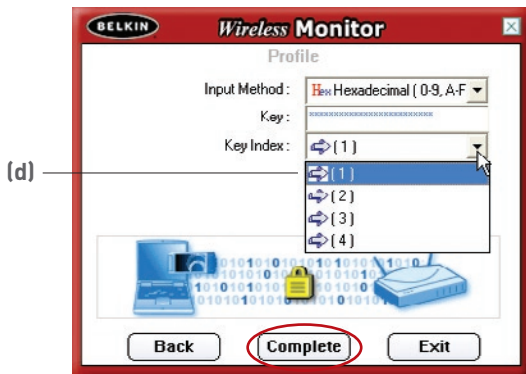 BELKIN Wireless Monitor
Profile
Input Method : Hex Hexadecimal ( 0-9, A-F
Key : **************************
Key Index : ( 1 )
(d) ( 1 )
( 2 )
( 3 )
( 4 )
Back Complete Exit